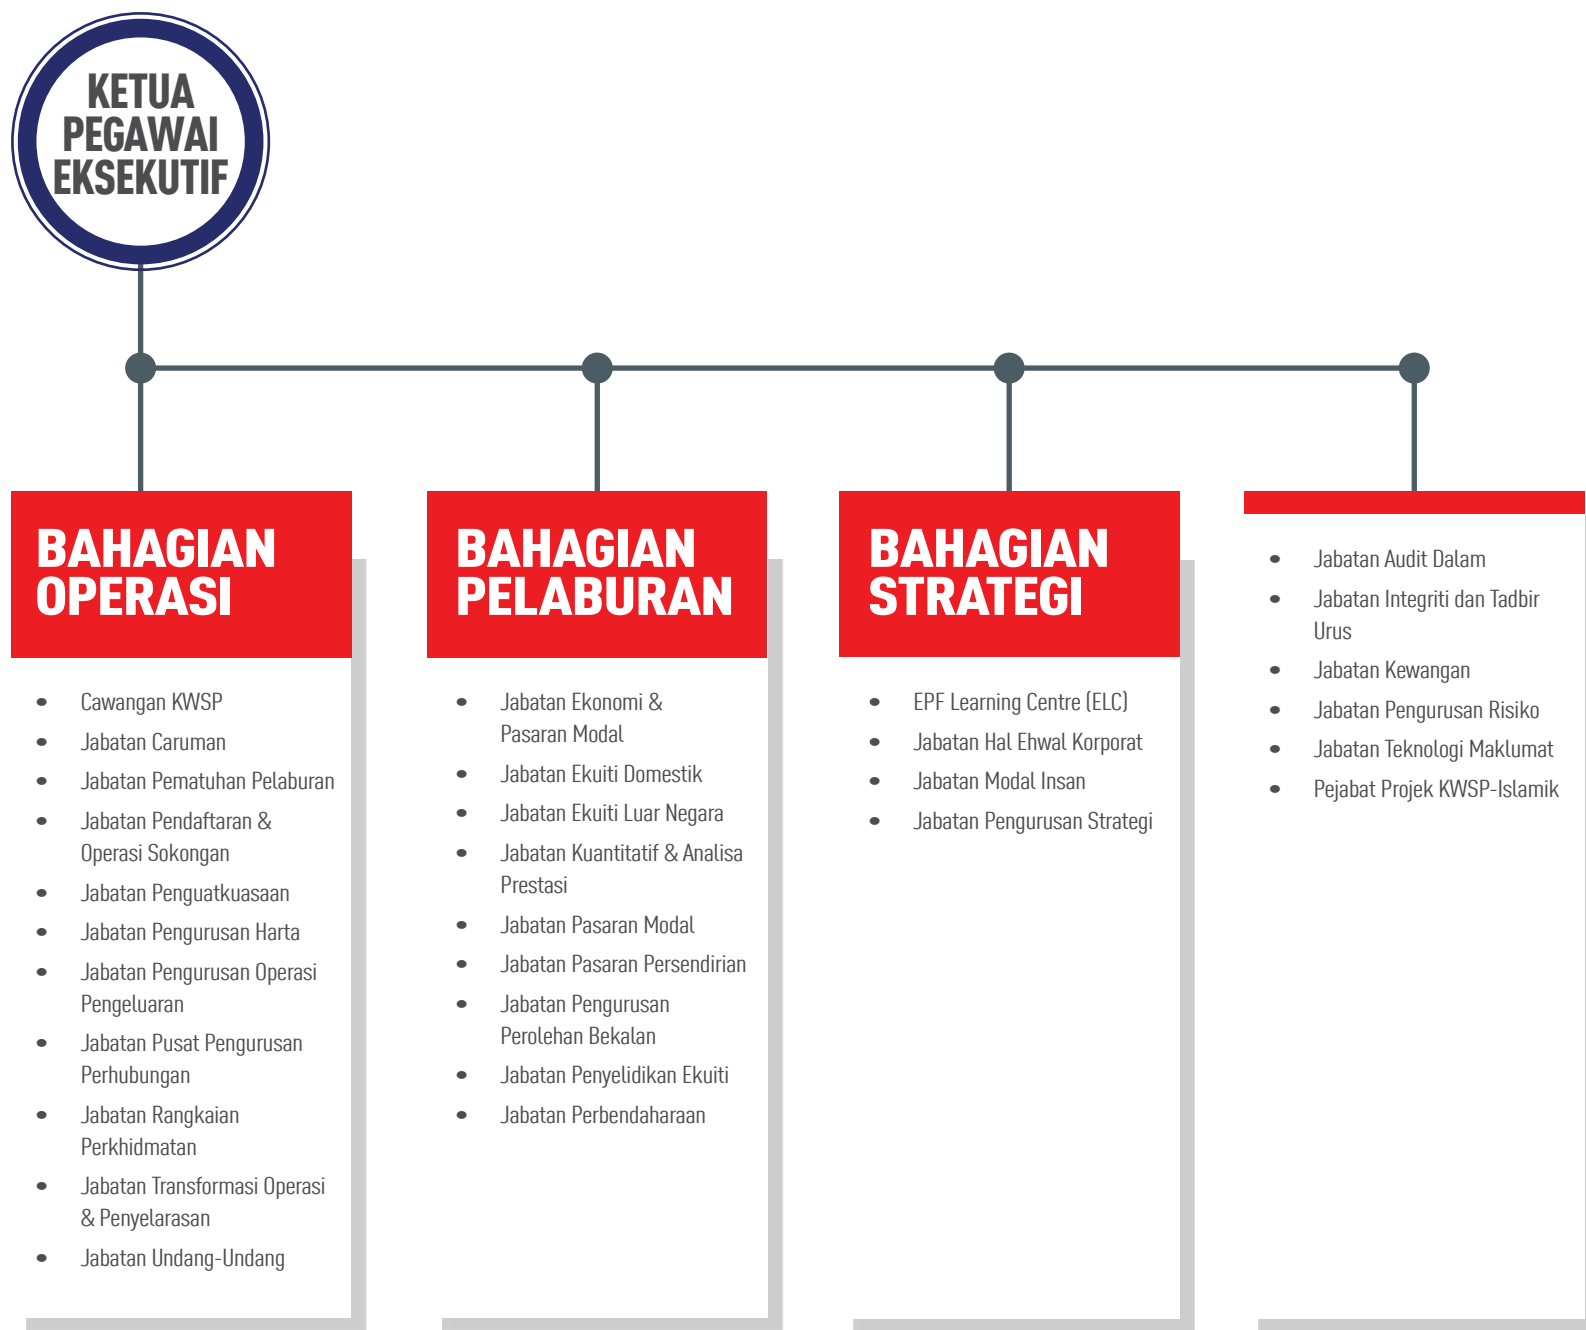 KETUA
PEGAWAI
EKSEKUTIF
BAHAGIAN
OPERASI
• Cawangan KWSP
• Jabatan Caruman
• Jabatan Pematuhan Pelaburan
• Jabatan Pendaftaran &
Operasi Sokongan
• Jabatan Penguatkuasaan
• Jabatan Pengurusan Harta
• Jabatan Pengurusan Operasi
Pengeluaran
• Jabatan Pusat Pengurusan
Perhubungan
• Jabatan Rangkaian
Perkhidmatan
• Jabatan Transformasi Operasi
& Penyelarasan
• Jabatan Undang-Undang
BAHAGIAN
PELABURAN
• Jabatan Ekonomi &
Pasaran Modal
• Jabatan Ekuiti Domestik
• Jabatan Ekuiti Luar Negara
• Jabatan Kuantitatif & Analisa
Prestasi
• Jabatan Pasaran Modal
• Jabatan Pasaran Persendirian
• Jabatan Pengurusan
Perolehan Bekalan
• Jabatan Penyelidikan Ekuiti
• Jabatan Perbendaharaan
BAHAGIAN
STRATEGI
• EPF Learning Centre (ELC)
• Jabatan Hal Ehwal Korporat
• Jabatan Modal Insan
• Jabatan Pengurusan Strategi
• Jabatan Audit Dalam
• Jabatan Integriti dan Tadbir
Urus
• Jabatan Kewangan
• Jabatan Pengurusan Risiko
• Jabatan Teknologi Maklumat
• Pejabat Projek KWSP-Islamik